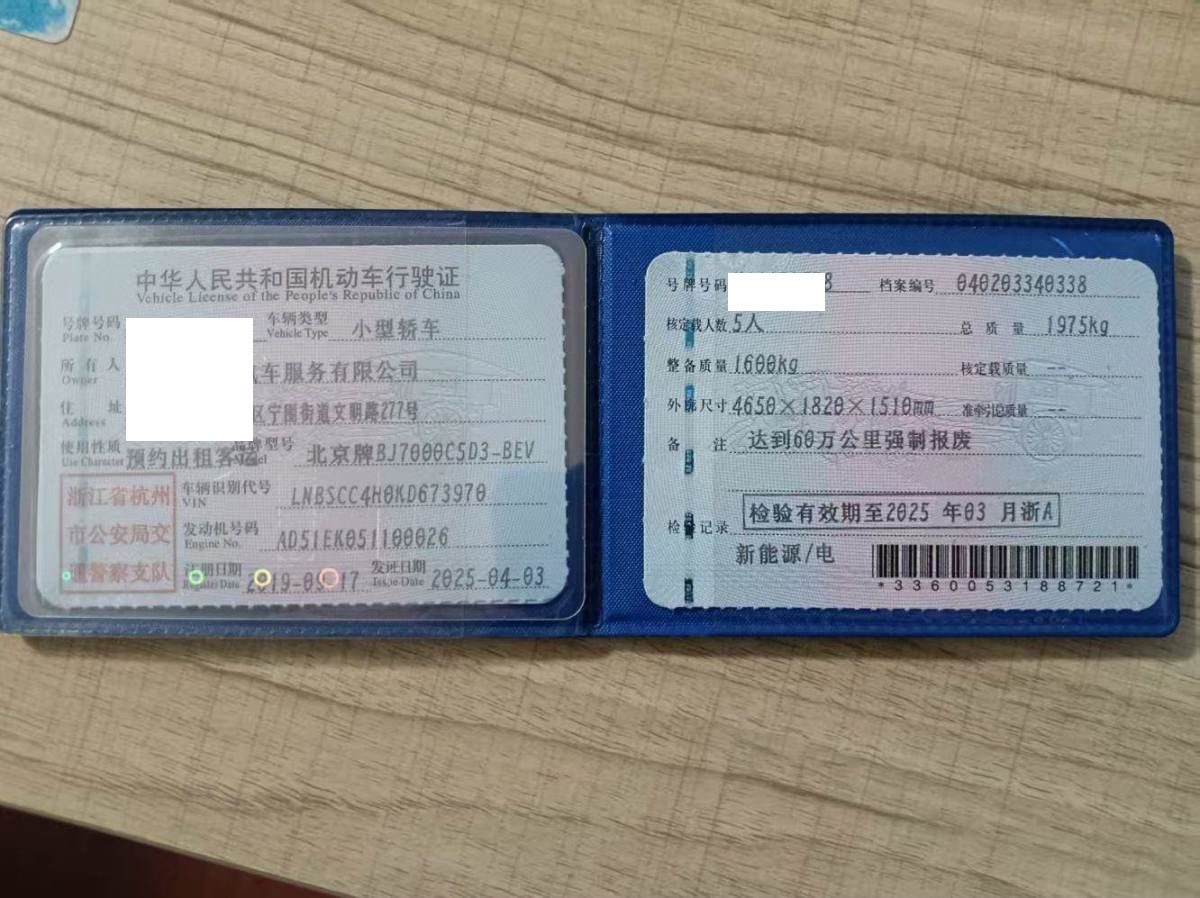 中华人民共和国机动车行驶证
Vehicle License of the People's Republic of China
号牌号码
Plate No.
车辆类型
Vehicle Type
小型轿车
所有人
Owner
车服务有限公司
住址
Address
区宁围街道文明路277号
使用性质
Use Character
预约出租客运
品牌型号
北京牌BJ7000C5D3-BEV
浙江省杭州
市公安局交
通警察支队
车辆识别代号
VIN
LNBSCC4H0KD673970
发动机号码
Engine No.
AD51EK051100026
注册日期
Register Date
发证日期
Issue Date
2025-04-03
号牌号码
8
档案编号
040203340338
核定载人数
5人
总质量
1975kg
整备质量
1600kg
核定载质量
--
外廓尺寸
4650×1820×1510mm
准牵引总质量
--
备注
达到60万公里强制报废
检验记录
检验有效期至2025 年03 月浙A
新能源/电
*3360053188721*